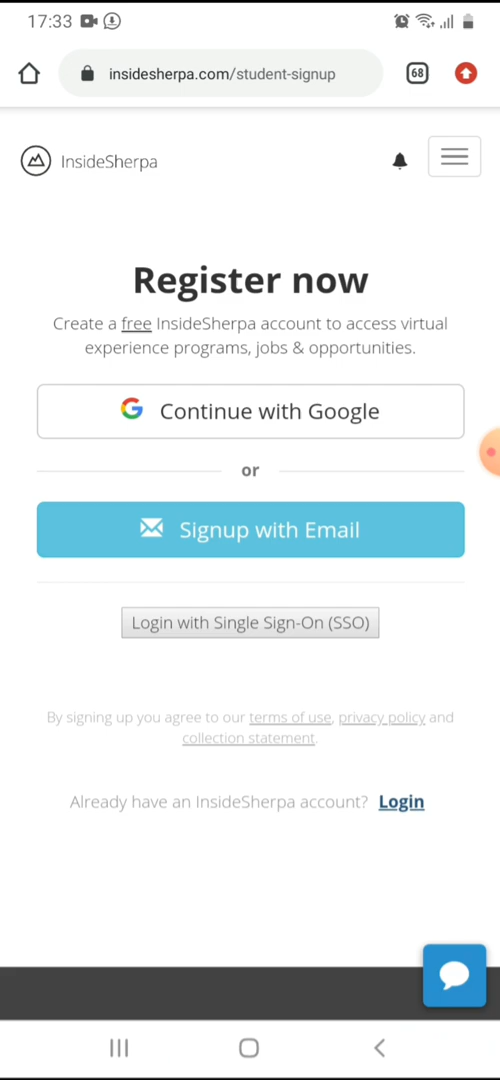 17:33
insidesherpa.com/student-signup
68
InsideSherpa
Register now
Create a free InsideSherpa account to access virtual
experience programs, jobs & opportunities.
Continue with Google
or
Signup with Email
Login with Single Sign-On (SSO)
By signing up you agree to our terms of use, privacy policy and
collection statement.
Already have an InsideSherpa account? Login